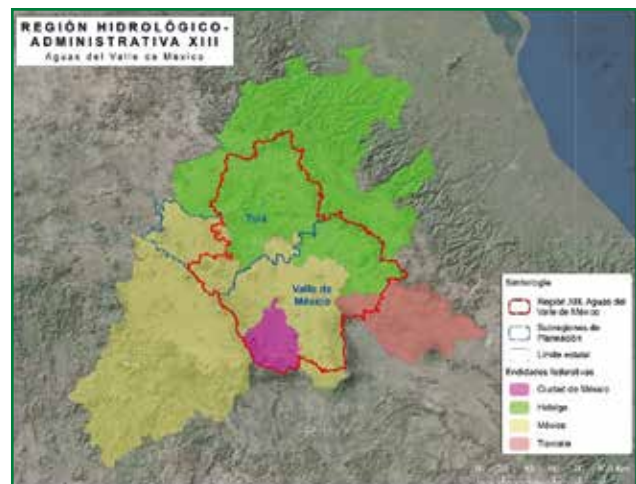 REGIÓN HIDROLÓGICO-
ADMINISTRATIVA XIII
Aguas del Valle de México
Tula
Valle de
México
Simbología
Región XIII, Aguas del
Valle de México
Subregiones de
Planeación
Límite estatal
Entidades federativas
Ciudad de México
Hidalgo
México
Tlaxcala